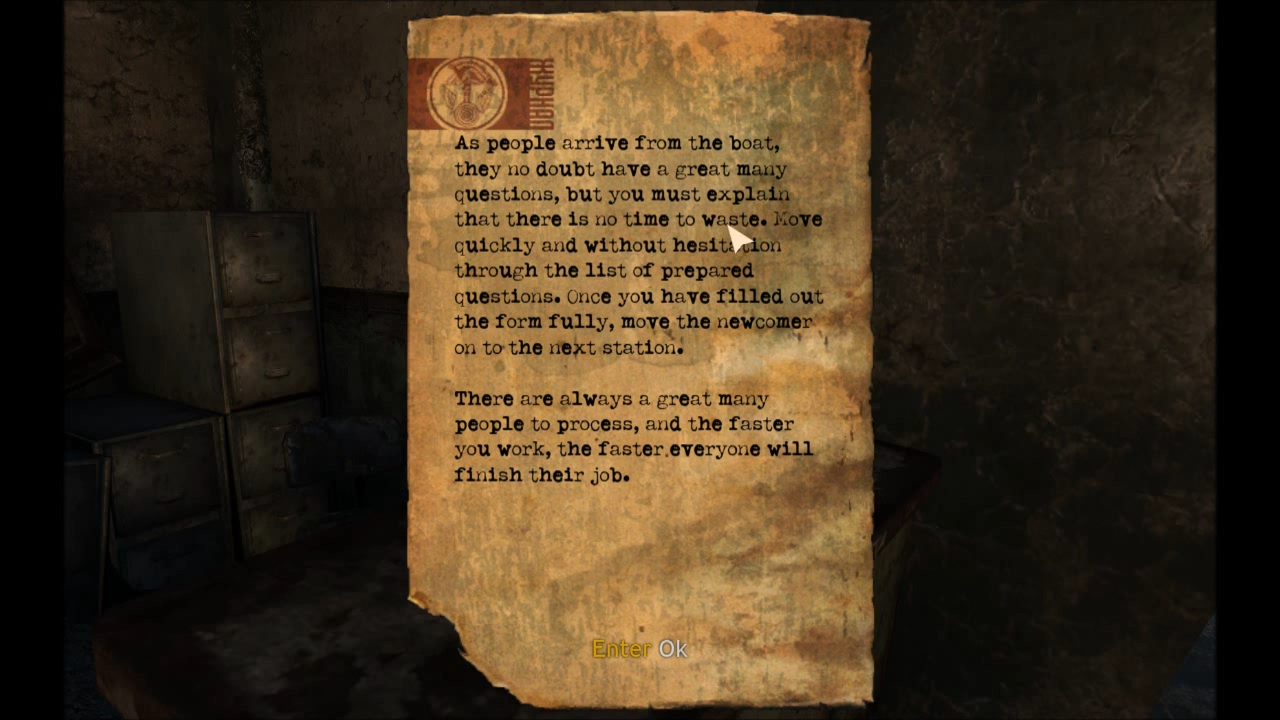 As people arrive from the boat,
they no doubt have a great many
questions, but you must explain
that there is no time to waste. Move
quickly and without hesitation
through the list of prepared
questions. Once you have filled out
the form fully, move the newcomer
on to the next station.
There are always a great many
people to process, and the faster
you work, the faster everyone will
finish their job.
Enter Ok